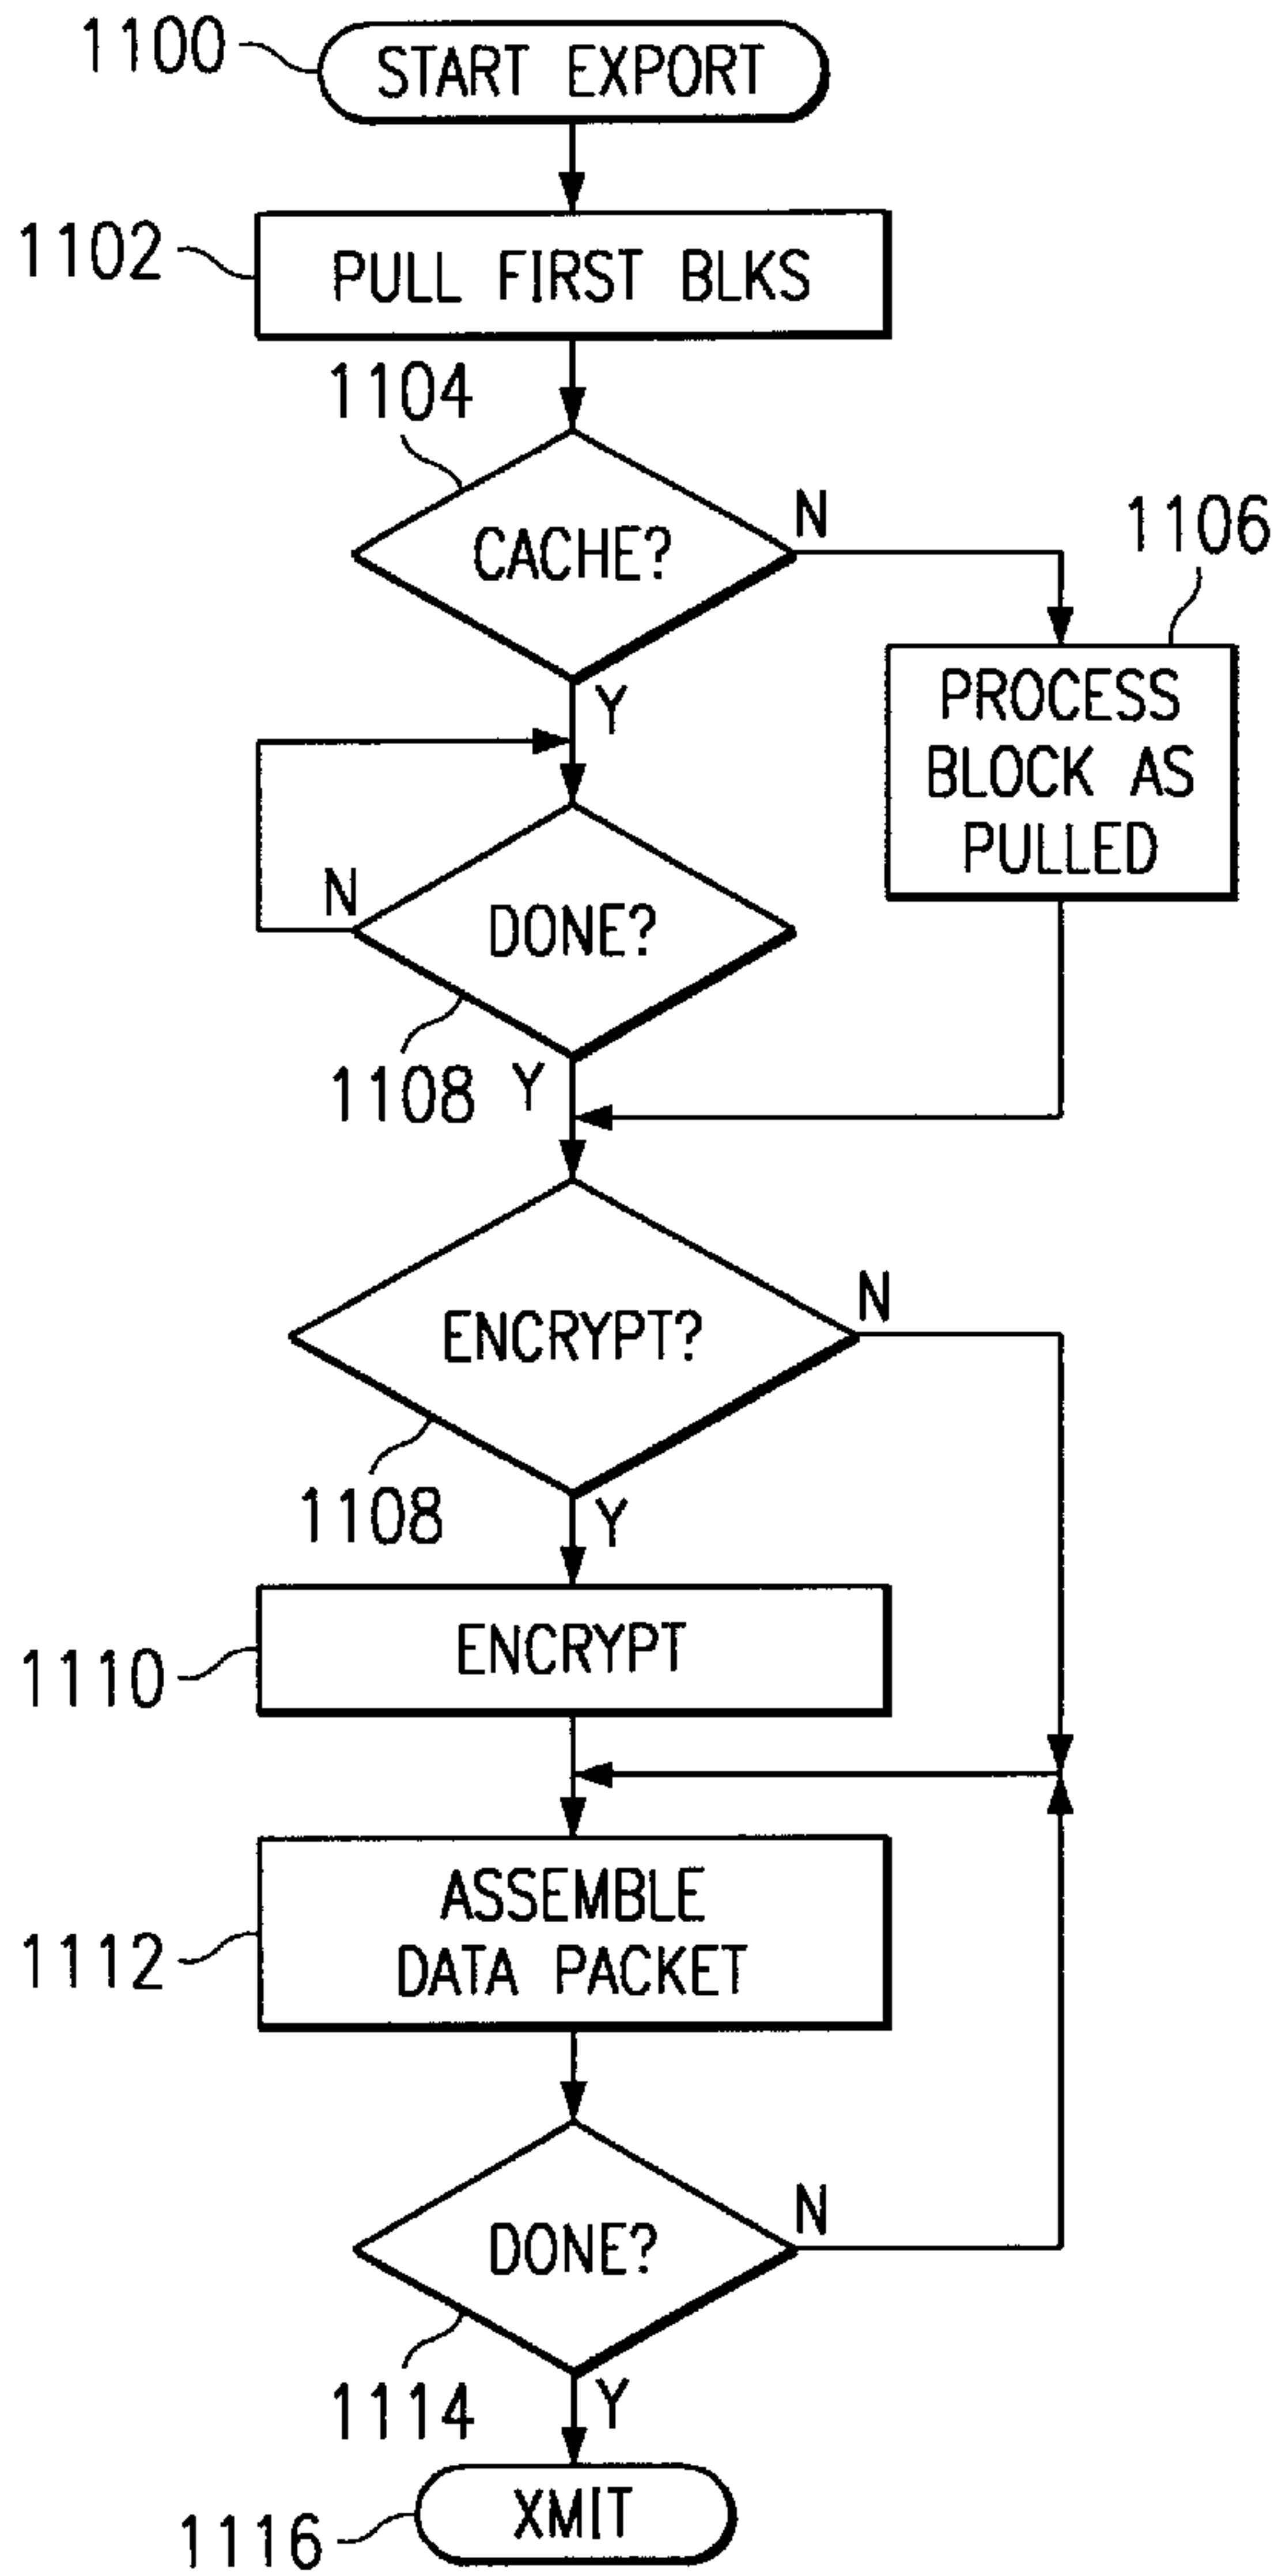 1100
START EXPORT
1102
PULL FIRST BLKS
1104
CACHE?
N
1106
Y
PROCESS
BLOCK AS
PULLED
N
DONE?
1108
Y
ENCRYPT?
N
1108
Y
1110
ENCRYPT
1112
ASSEMBLE
DATA PACKET
DONE?
N
1114
Y
1116
XMIT